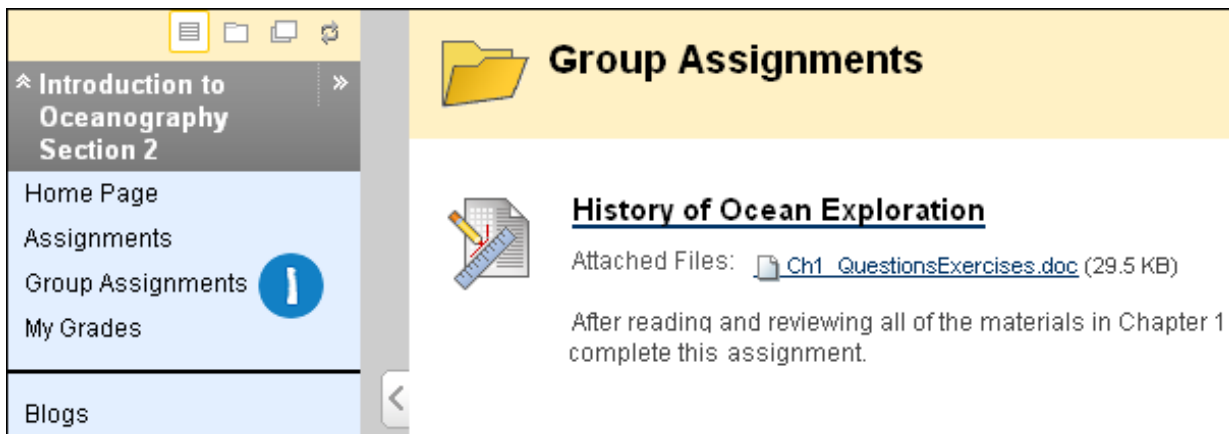 Introduction to
Oceanography
Section 2
Home Page
Assignments
Group Assignments
1
My Grades
Blogs
Group Assignments
History of Ocean Exploration
Attached Files: Ch1_QuestionsExercises.doc (29.5 KB)
After reading and reviewing all of the materials in Chapter 1
complete this assignment.